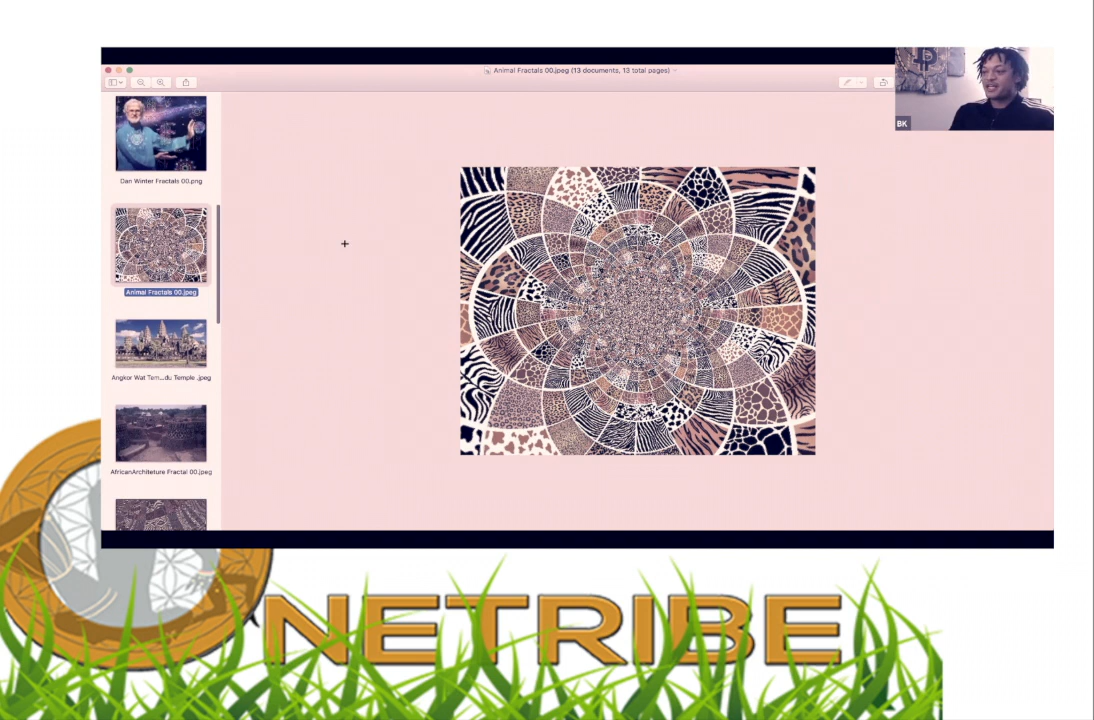 Animal Fractals 00.jpeg (13 documents, 13 total pages)
BK
Dan Winter Fractals 00.png
Animal Fractals 00.jpeg
Angkor Wat Tem...du Temple .jpeg
AfricanArchiteture Fractal 00.jpeg
NETRIBE